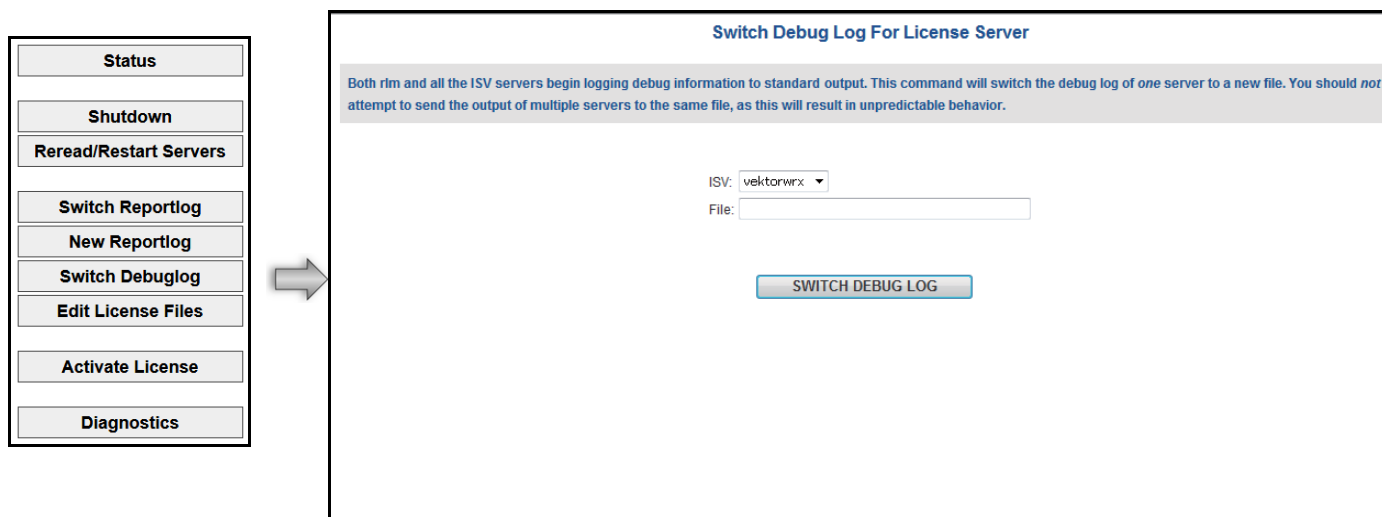 Status
Shutdown
Reread/Restart Servers
Switch Reportlog
New Reportlog
Switch Debuglog
Edit License Files
Activate License
Diagnostics
Switch Debug Log For License Server
Both rlm and all the ISV servers begin logging debug information to standard output. This command will switch the debug log of one server to a new file. You should not
attempt to send the output of multiple servers to the same file, as this will result in unpredictable behavior.
ISV: vektorwrx
File:
SWITCH DEBUG LOG